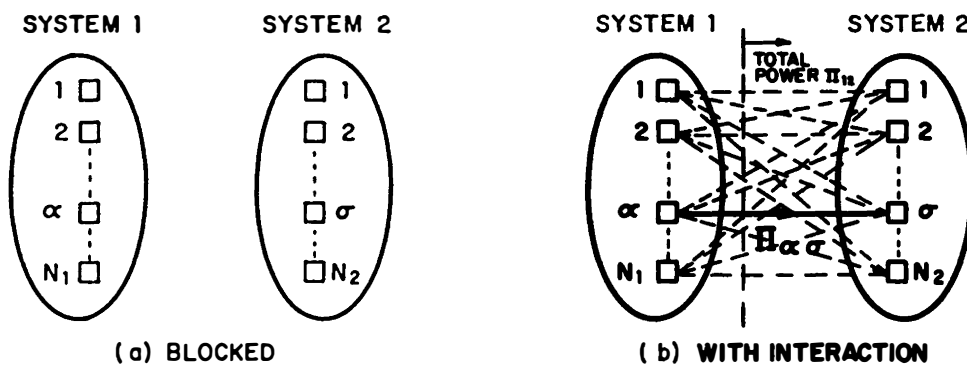 SYSTEM 1
SYSTEM 2
1
2
α
N₁
1
2
σ
N₂
(a) BLOCKED
SYSTEM 1
SYSTEM 2
TOTAL
POWER Π₁₂
1
2
α
N₁
Π α σ
1
2
σ
N₂
(b) WITH INTERACTION